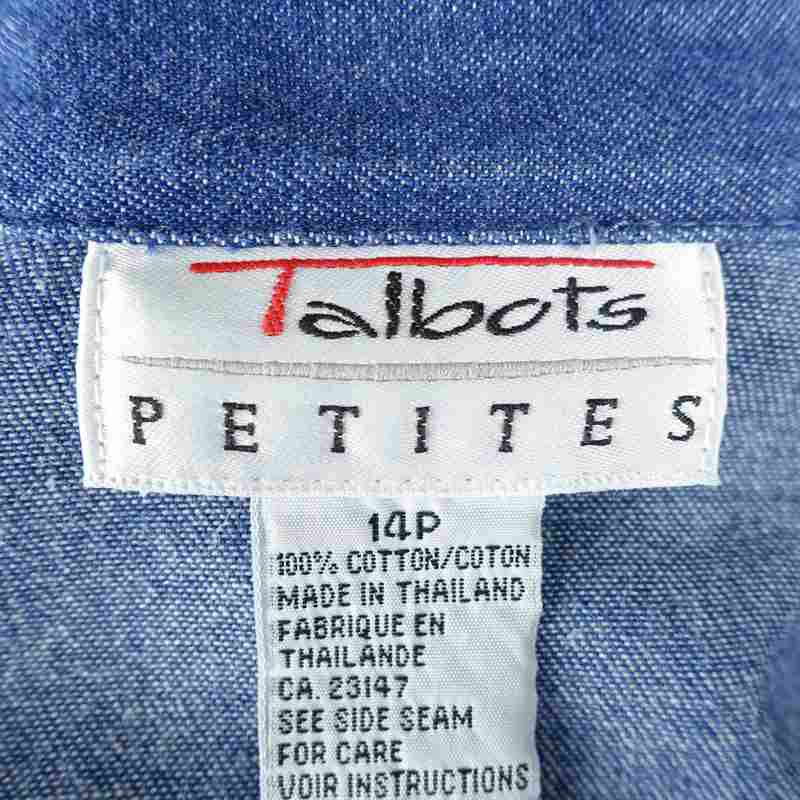 Talbots
PETITES
14P
100% COTTON/COTON
MADE IN THAILAND
FABRIQUE EN
THAILANDE
CA. 23147
SEE SIDE SEAM
FOR CARE
VOIR INSTRUCTIONS